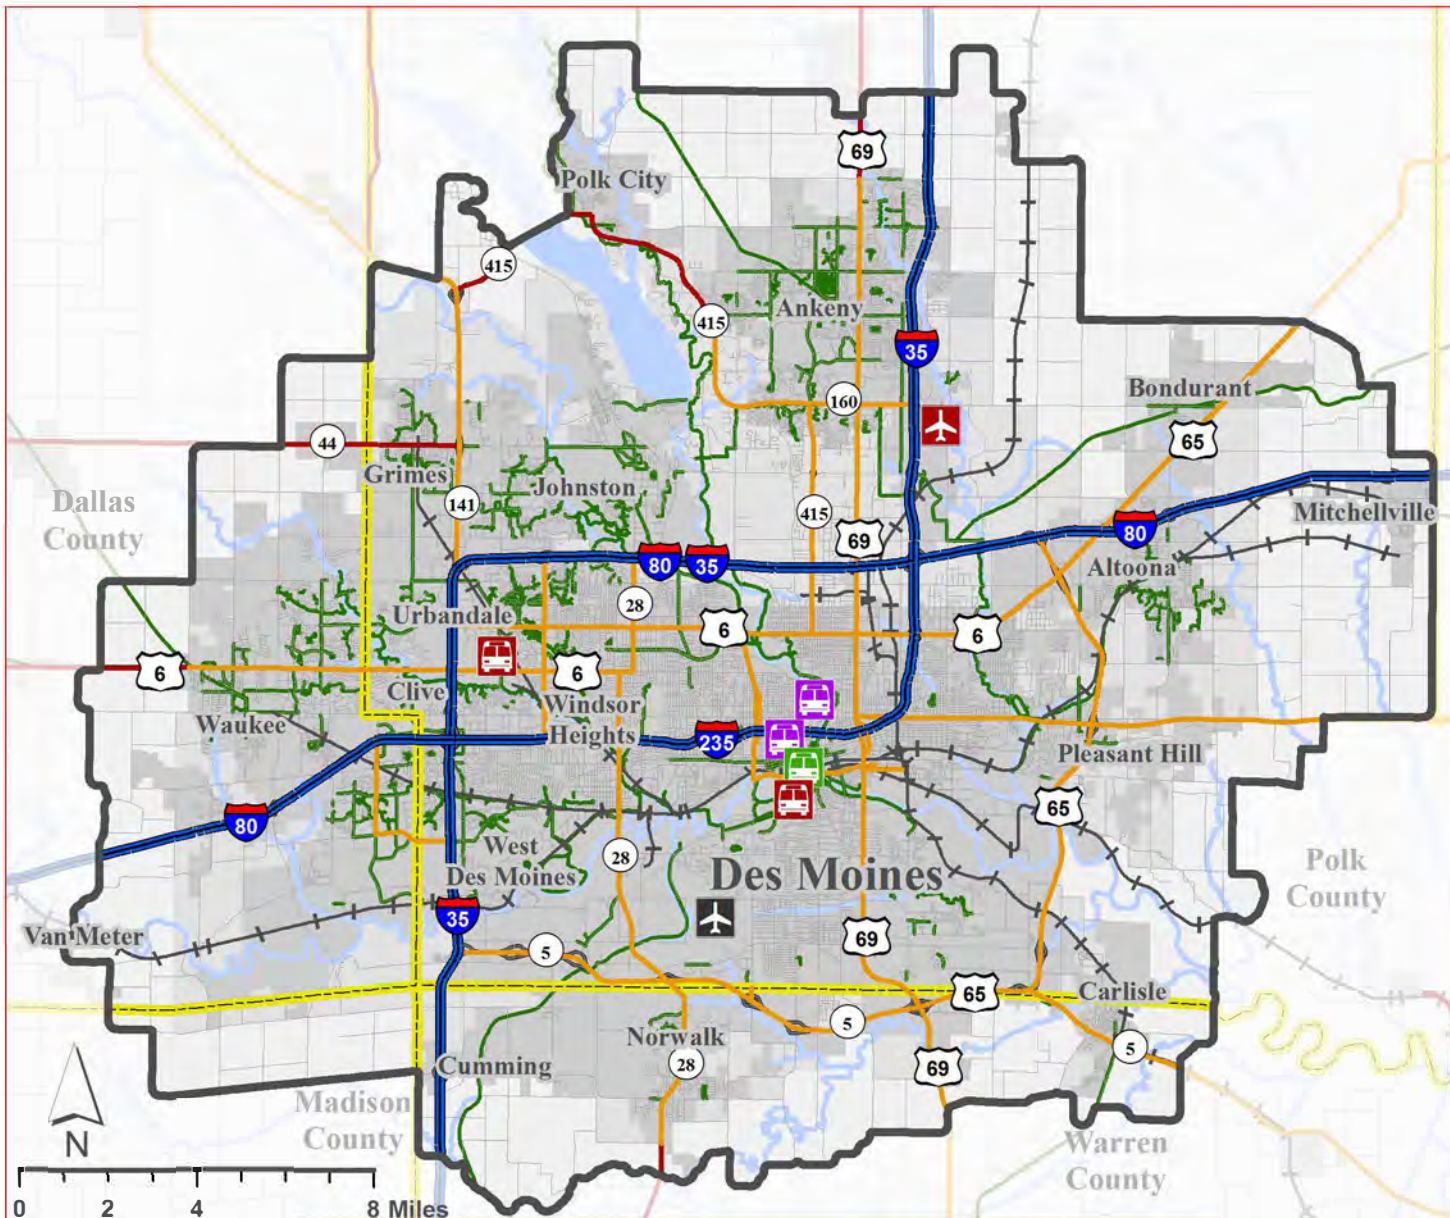 69
Polk City
415
415
Ankeny
35
Bondurant
160
44
65
Grimes
Dallas
County
141
Johnston
415
Mitchellville
80
69
80
35
Altoona
28
Urbandale
6
6
6
6
Clive
Windsor
Heights
Waukee
235
Pleasant Hill
65
80
West
Des Moines
28
Des Moines
Polk
County
35
Van Meter
69
5
65
Carlisle
5
5
Norwalk
28
Cumming
69
Madison
County
Warren
County
N
0 2 4 8 Miles